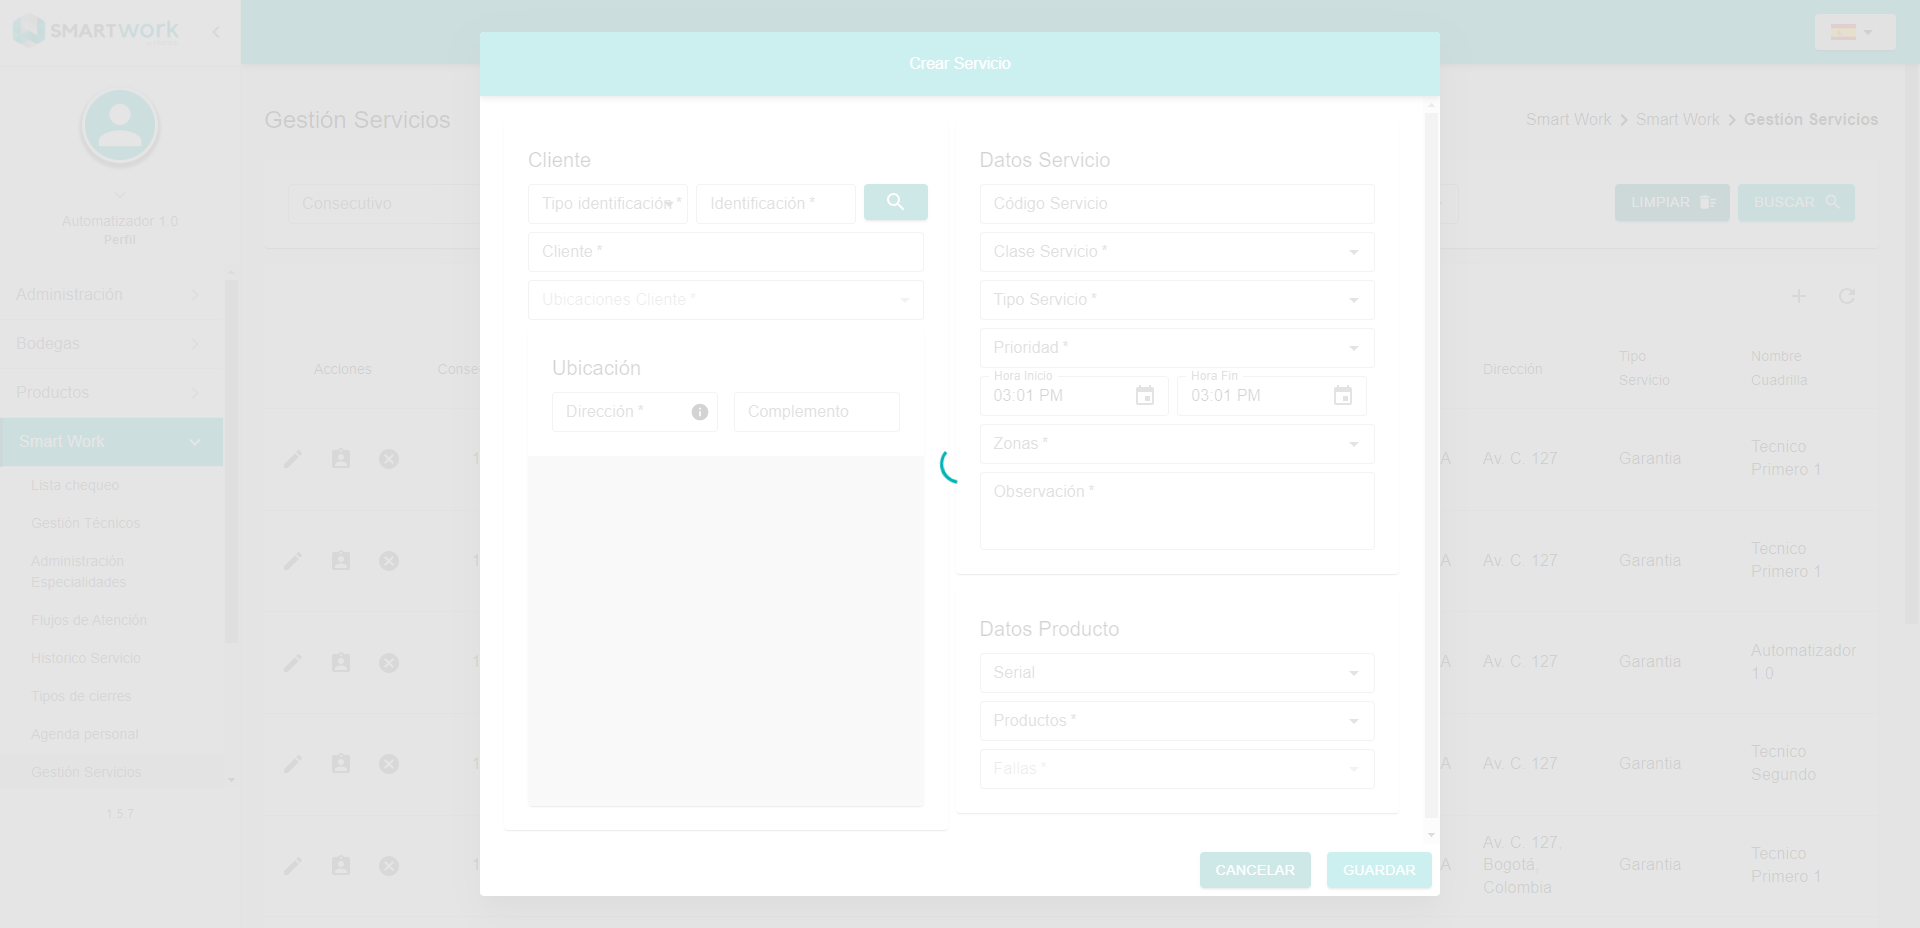 SMARTwork
Crear Servicio
Automatizador 1.0
Perfil
Administración
Bodegas
Productos
Smart Work
Lista chequeo
Gestión Técnicos
Administración
Especialidades
Flujos de Atención
Historico Servicio
Tipos de cierres
Agenda personal
Gestión Servicios
1.5.7
Gestión Servicios
Smart Work > Smart Work > Gestión Servicios
Consecutivo
LIMPIAR
BUSCAR
Acciones
Conse
Dirección
Tipo
Servicio
Nombre
Cuadrilla
1
A
Av. C. 127
Garantia
Tecnico
Primero 1
1
A
Av. C. 127
Garantia
Tecnico
Primero 1
1
A
Av. C. 127
Garantia
Automatizador
1.0
1
A
Av. C. 127
Garantia
Tecnico
Segundo
1
A
Av. C. 127,
Bogotá,
Colombia
Garantia
Tecnico
Primero 1
Cliente
Tipo identificación *
Identificación *
Cliente *
Ubicaciones Cliente *
Ubicación
Dirección *
Complemento
Datos Servicio
Código Servicio
Clase Servicio *
Tipo Servicio *
Prioridad *
Hora Inicio
03:01 PM
Hora Fin
03:01 PM
Zonas *
Observación *
Datos Producto
Serial
Productos *
Fallas *
CANCELAR
GUARDAR